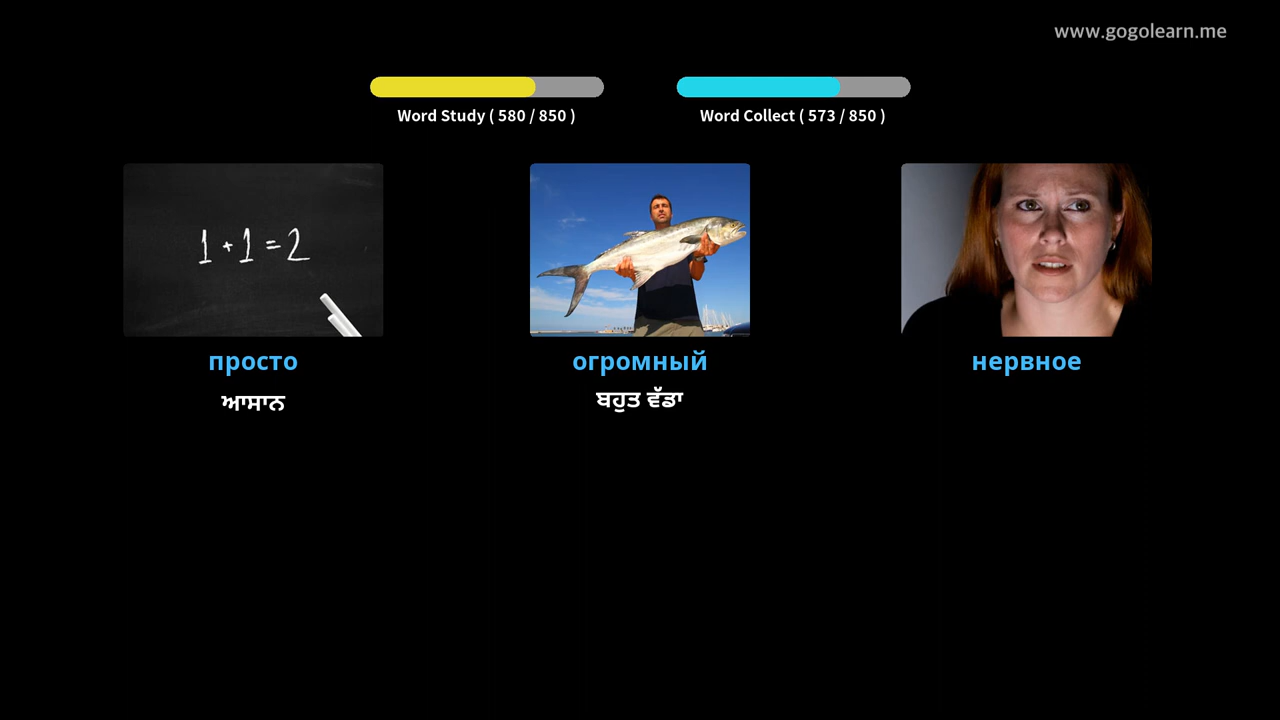 www.gogolearn.me
Word Study ( 580 / 850 )
Word Collect ( 573 / 850 )
1 + 1 = 2
просто
огромный
нервное
ਆਸਾਨ
ਬਹੁਤ ਵੱਡਾ